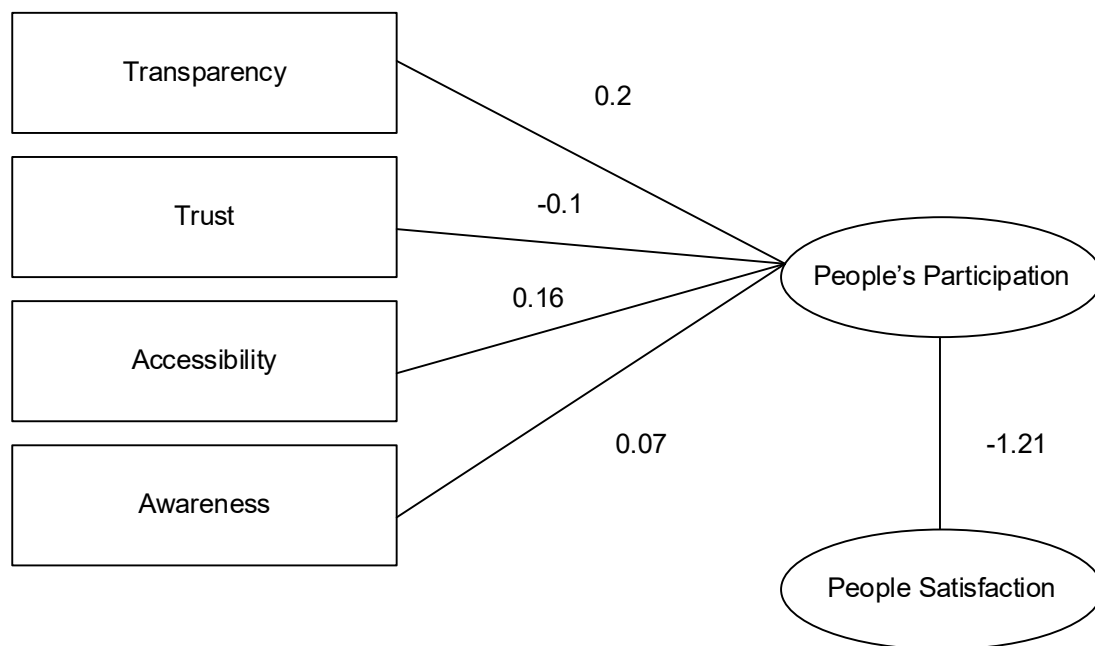 Transparency
0.2
Trust
-0.1
People’s Participation
0.16
Accessibility
0.07
-1.21
Awareness
People Satisfaction